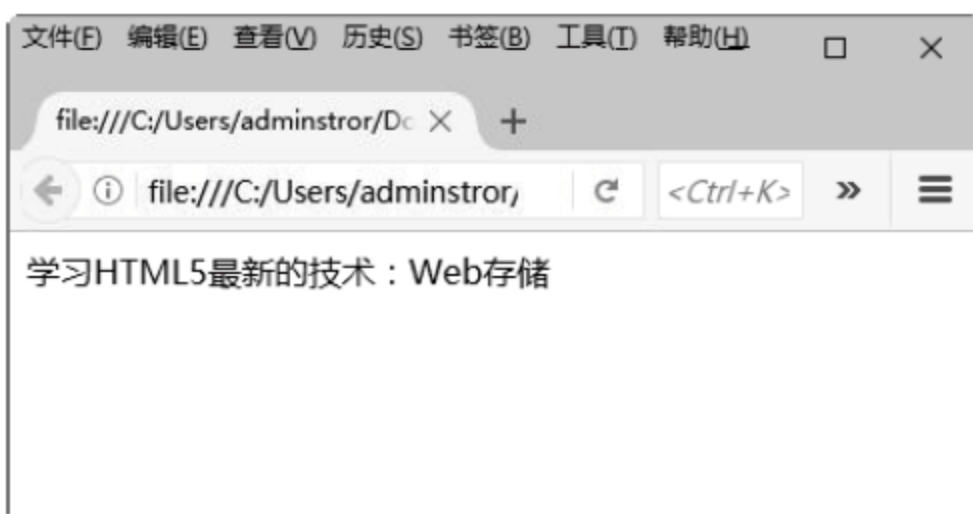 文件(F) 编辑(E) 查看(V) 历史(S) 书签(B) 工具(T) 帮助(H)
file:///C:/Users/adminstror/Do
file:///C:/Users/adminstror/ <Ctrl+K>
学习HTML5最新的技术：Web存储